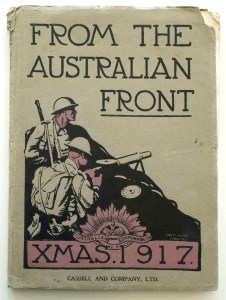 FROM THE
AUSTRALIAN
FRONT
XMAS.1917.
CASSELL AND COMPANY, LTD.